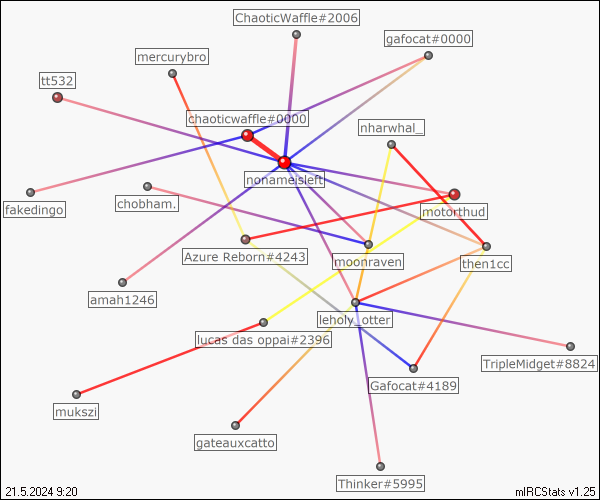 ChaoticWaffle#2006
gafocat#0000
mercurybro
tt532
chaoticwaffle#0000
nharwhal_
nonameisleft
fakedingo
chobham.
motorthud
Azure Reborn#4243
moonraven
then1cc
amah1246
leholy_otter
lucas das oppai#2396
TripleMidget#8824
Gafocat#4189
mukszi
gateauxcatto
Thinker#5995
21.5.2024 9:20
mIRCStats v1.25